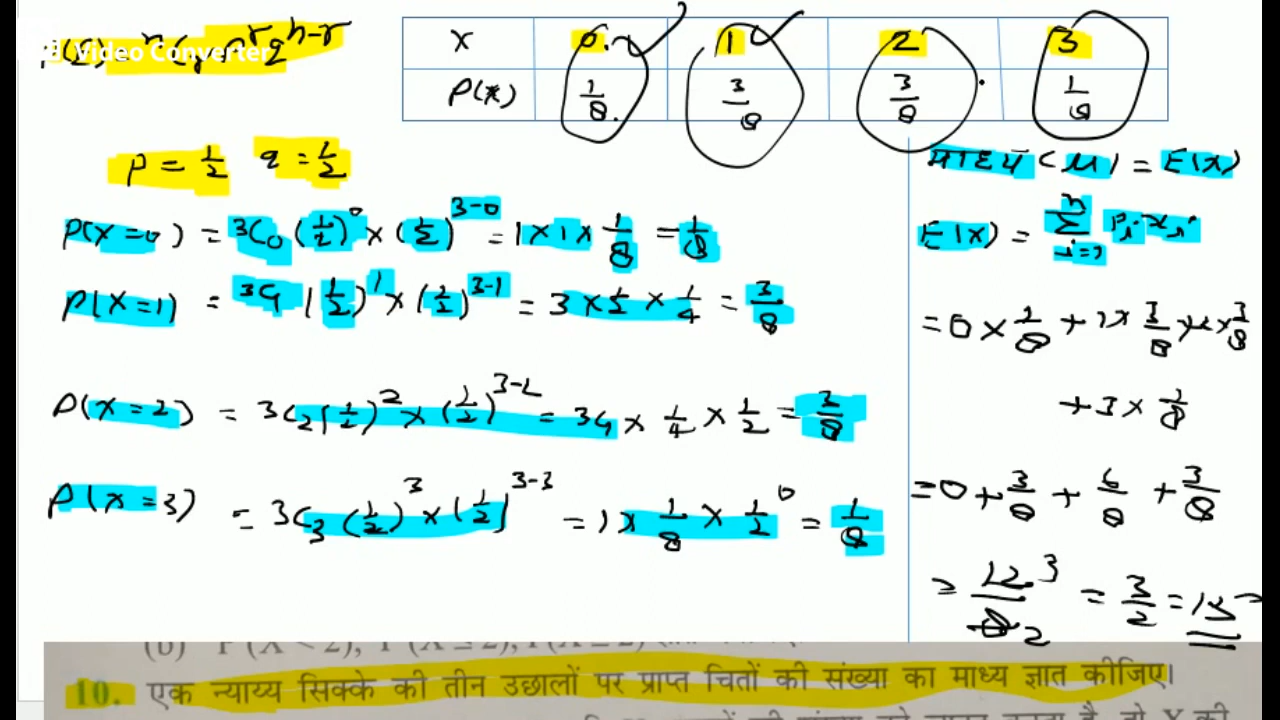 P(X) = nCr p^r q^n-r
Video Converter
X 0 1 2 3
P(X) 1/8 3/8 3/8 1/8
p = 1/2 q = 1/2
माध्य (μ) = E(X)
P(X=0) = 3C0 (1/2)^0 × (1/2)^3-0 = 1 × 1 × 1/8 = 1/8
E(X) = Σ^n i=1 Pi xi
P(X=1) = 3C1 (1/2)^1 × (1/2)^3-1 = 3 × 1/2 × 1/4 = 3/8
= 0 × 1/8 + 1 × 3/8 + 2 × 3/8
+ 3 × 1/8
P(X=2) = 3C2 (1/2)^2 × (1/2)^3-2 = 3C1 × 1/4 × 1/2 = 3/8
= 0 + 3/8 + 6/8 + 3/8
P(X=3) = 3C3 (1/2)^3 × (1/2)^3-3 = 1 × 1/8 × 1/2^0 = 1/8
= 12/8 3/2 = 3/2 = 1.5
10. एक न्याय्य सिक्के की तीन उछालों पर प्राप्त चितों की संख्या का माध्य ज्ञात कीजिए।